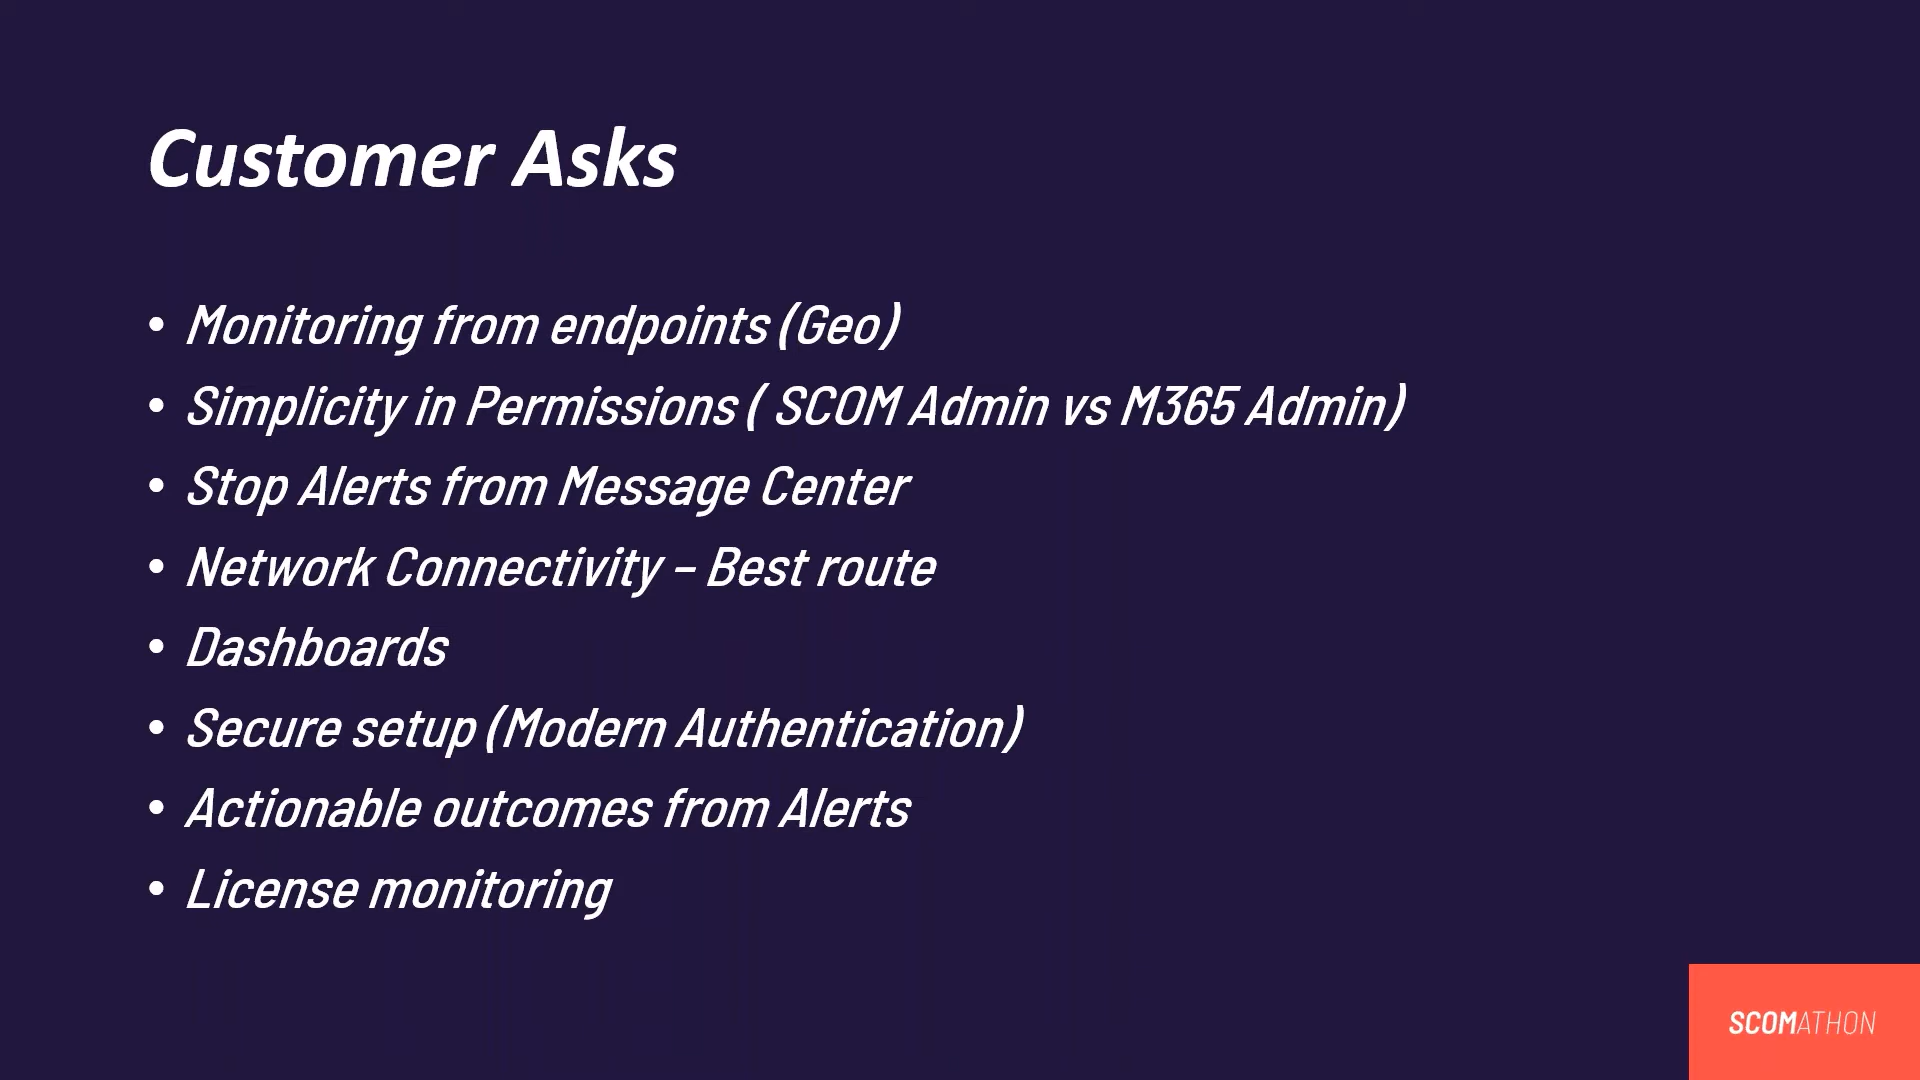 Customer Asks
• Monitoring from endpoints (Geo)
• Simplicity in Permissions ( SCOM Admin vs M365 Admin)
• Stop Alerts from Message Center
• Network Connectivity – Best route
• Dashboards
• Secure setup (Modern Authentication)
• Actionable outcomes from Alerts
• License monitoring
SCOMATHON